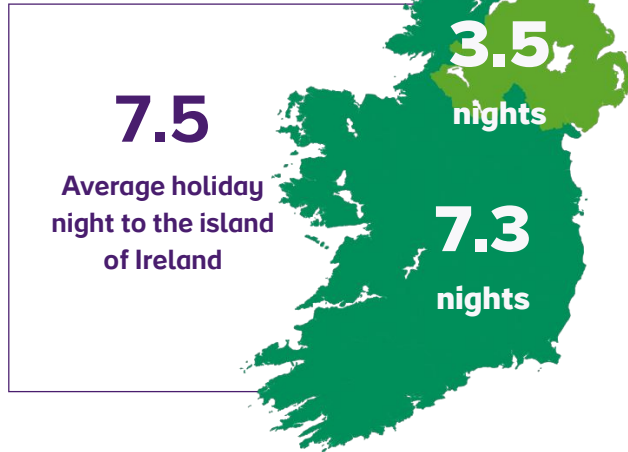 7.5
Average holiday
night to the island
of Ireland
3.5
nights
7.3
nights